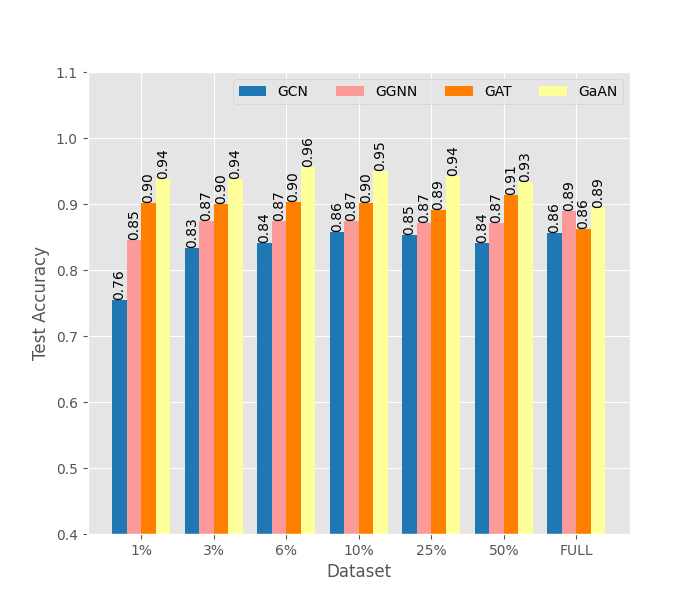 GCN GGNN GAT GaAN
1.1
1.0
0.9
0.8
0.7
0.6
0.5
0.4
Test Accuracy
0.76 0.85 0.90 0.94
0.83 0.87 0.90 0.94
0.84 0.87 0.90 0.96
0.86 0.87 0.90 0.95
0.85 0.87 0.89 0.94
0.84 0.87 0.91 0.93
0.86 0.89 0.86 0.89
1% 3% 6% 10% 25% 50% FULL
Dataset